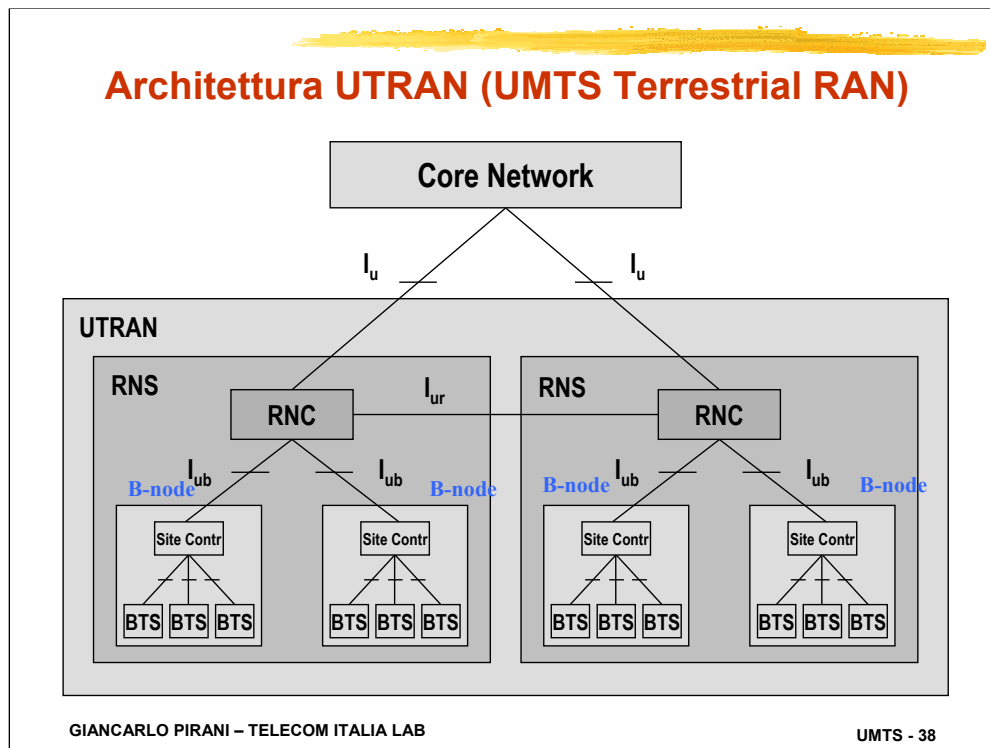 Architettura UTRAN (UMTS Terrestrial RAN)
Core Network
Iu
Iu
UTRAN
RNS
RNS
Iur
RNC
RNC
Iub
Iub
Iub
Iub
B-node
B-node
B-node
B-node
Site Contr
Site Contr
Site Contr
Site Contr
BTS BTS BTS
BTS BTS BTS
BTS BTS BTS
BTS BTS BTS
GIANCARLO PIRANI – TELECOM ITALIA LAB
UMTS - 38